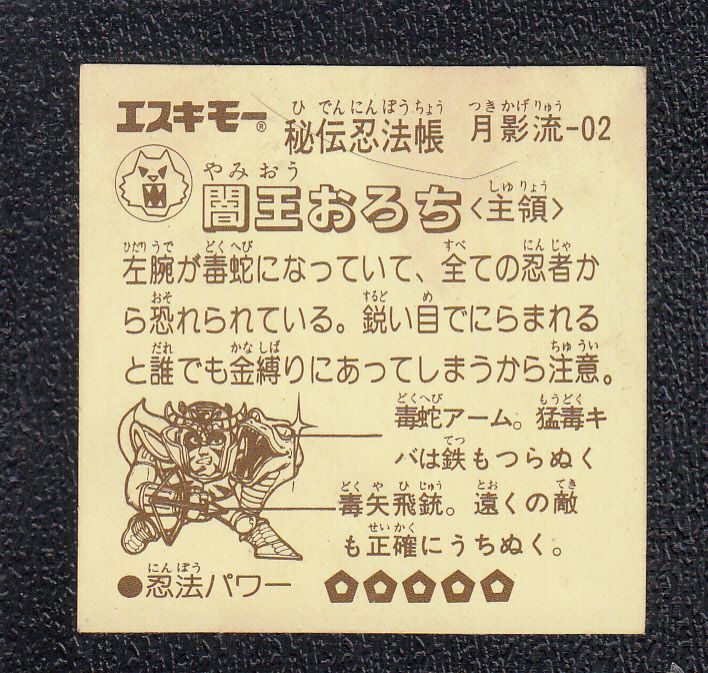 エスキモー® 秘伝忍法帳 月影流-02
ひでんにんぽうちょう つきかげりゅう
やみおう しゅりょう
闇王おろち〈主領〉
ひだりうで どくへび すべ にんじゃ
左腕が毒蛇になっていて、全ての忍者か
おそ するど め
ら恐れられている。鋭い目でにらまれる
だれ かなしば ちゅうい
と誰でも金縛りにあってしまうから注意。
どくへび もうどく
毒蛇アーム。猛毒キ
てつ
バは鉄もつらぬく
どくやひじゅう とお てき
毒矢飛銃。遠くの敵
せいかく
も正確にうちぬく。
にんぽう
●忍法パワー